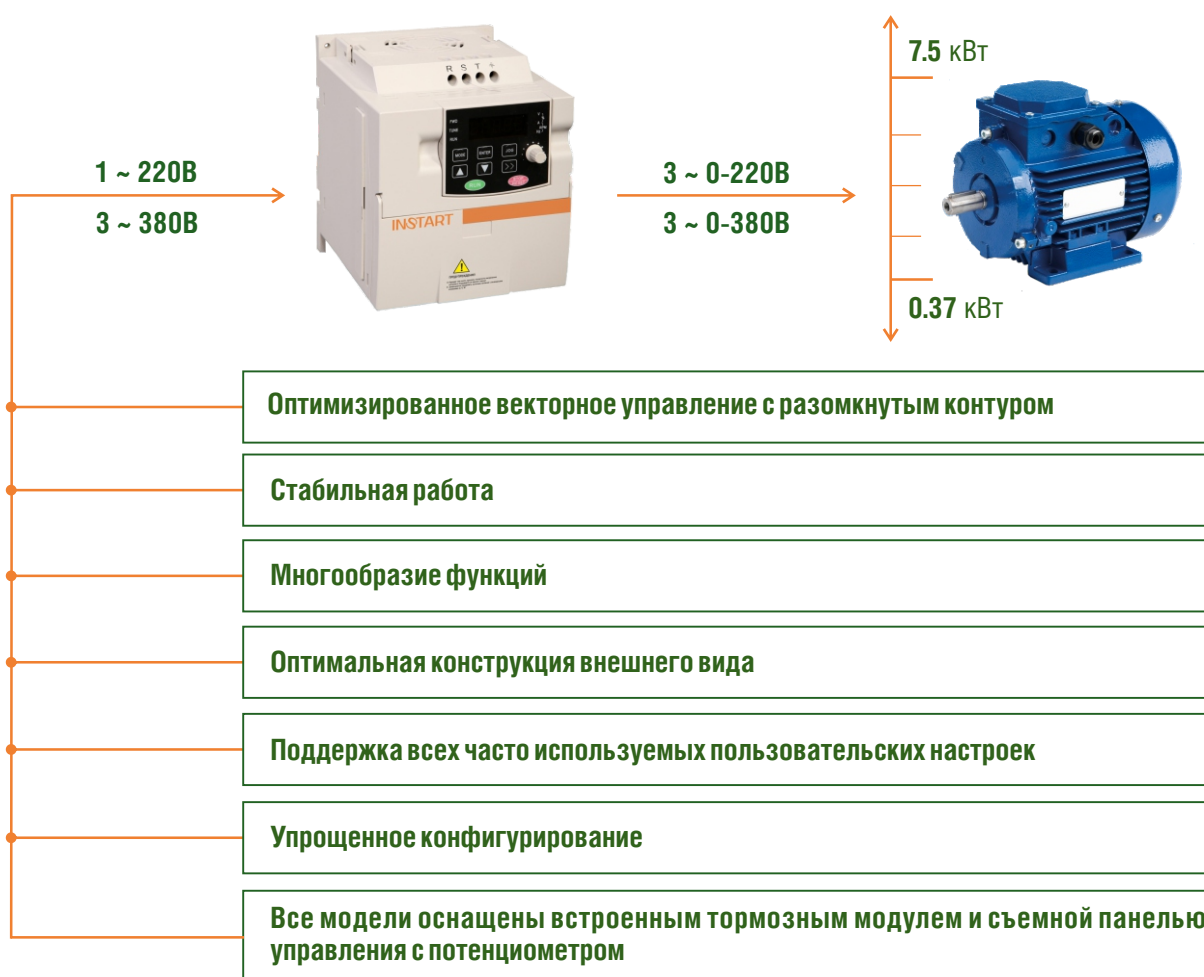 7.5 кВт
R S T +
1 ~ 220В
3 ~ 0-220В
3 ~ 380В
3 ~ 0-380В
INSTART
0.37 кВт
Оптимизированное векторное управление с разомкнутым контуром
Стабильная работа
Многообразие функций
Оптимальная конструкция внешнего вида
Поддержка всех часто используемых пользовательских настроек
Упрощенное конфигурирование
Все модели оснащены встроенным тормозным модулем и съемной панелью
управления с потенциометром